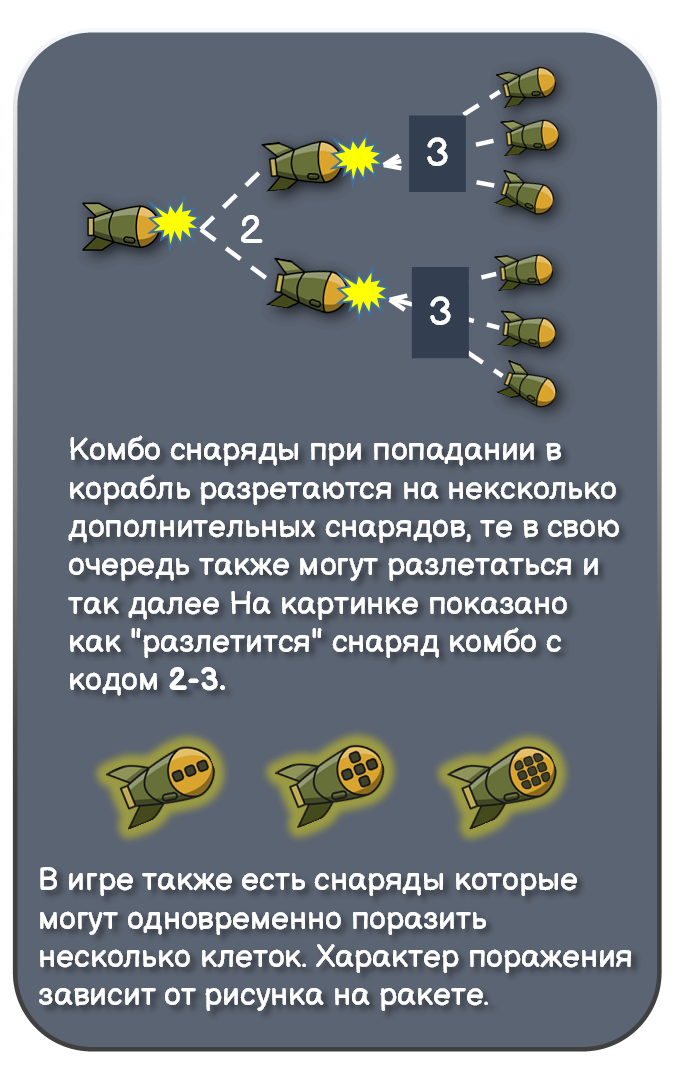 3
2
3
Комбо снаряды при попадании в
корабль разретаются на нексколько
дополнительных снарядов, те в свою
очередь также могут разлетаться и
так далее На картинке показано
как "разлетится" снаряд комбо с
кодом 2-3.
В игре также есть снаряды которые
могут одновременно поразить
несколько клеток. Характер поражения
зависит от рисунка на ракете.